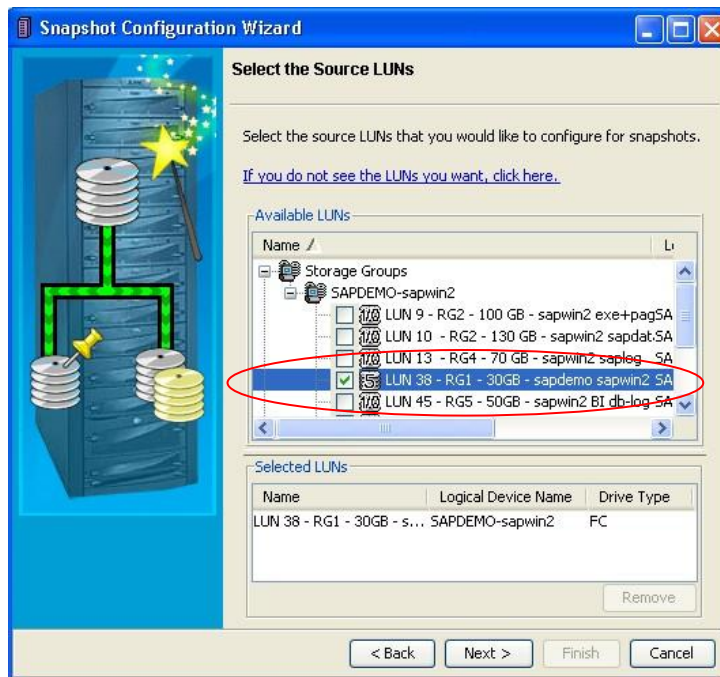 Snapshot Configuration Wizard
Select the Source LUNs
Select the source LUNs that you would like to configure for snapshots.
If you do not see the LUNs you want, click here.
Available LUNs
Name
Storage Groups
SAPDEMO-sapwin2
LUN 9 - RG2 - 100 GB - sapwin2 exe+pag SA
LUN 10 - RG2 - 130 GB - sapwin2 sapdat. SA
LUN 13 - RG4 - 70 GB - sapwin2 saplog SA
LUN 38 - RG1 - 30GB - sapdemo sapwin2 SA
LUN 45 - RG5 - 50GB - sapwin2 BI db-log SA
Selected LUNs
Name Logical Device Name Drive Type
LUN 38 - RG1 - 30GB - s... SAPDEMO-sapwin2 FC
Remove
< Back Next > Finish Cancel